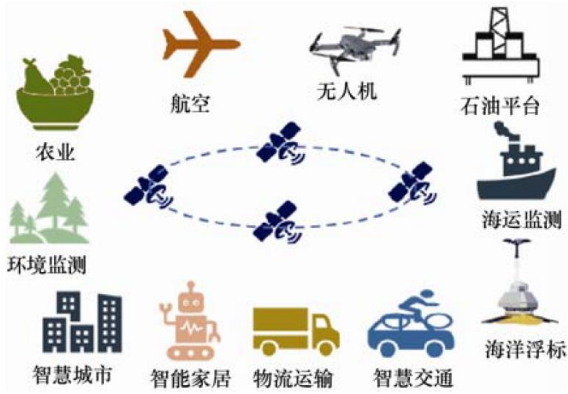 航空
无人机
石油平台
农业
海运监测
环境监测
海洋浮标
智慧城市
智能家居
物流运输
智慧交通